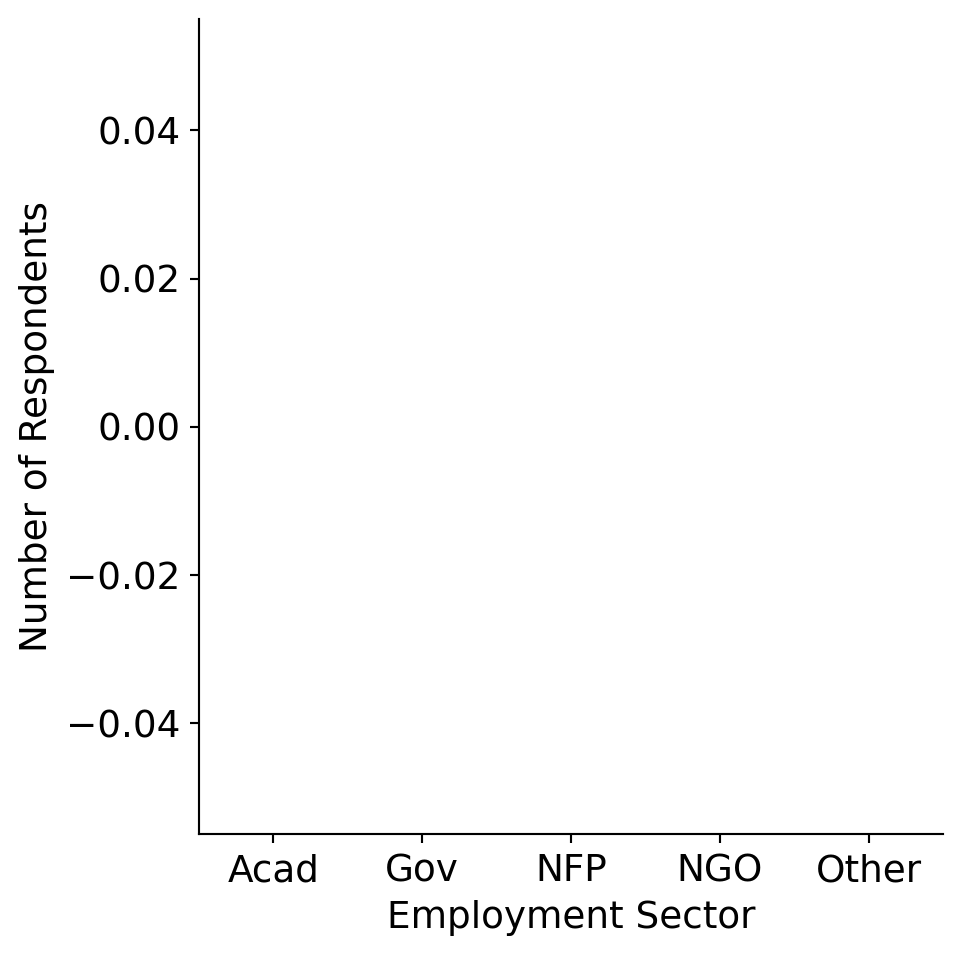 Number of Respondents
0.04
0.02
0.00
−0.02
−0.04
Acad Gov NFP NGO Other
Employment Sector